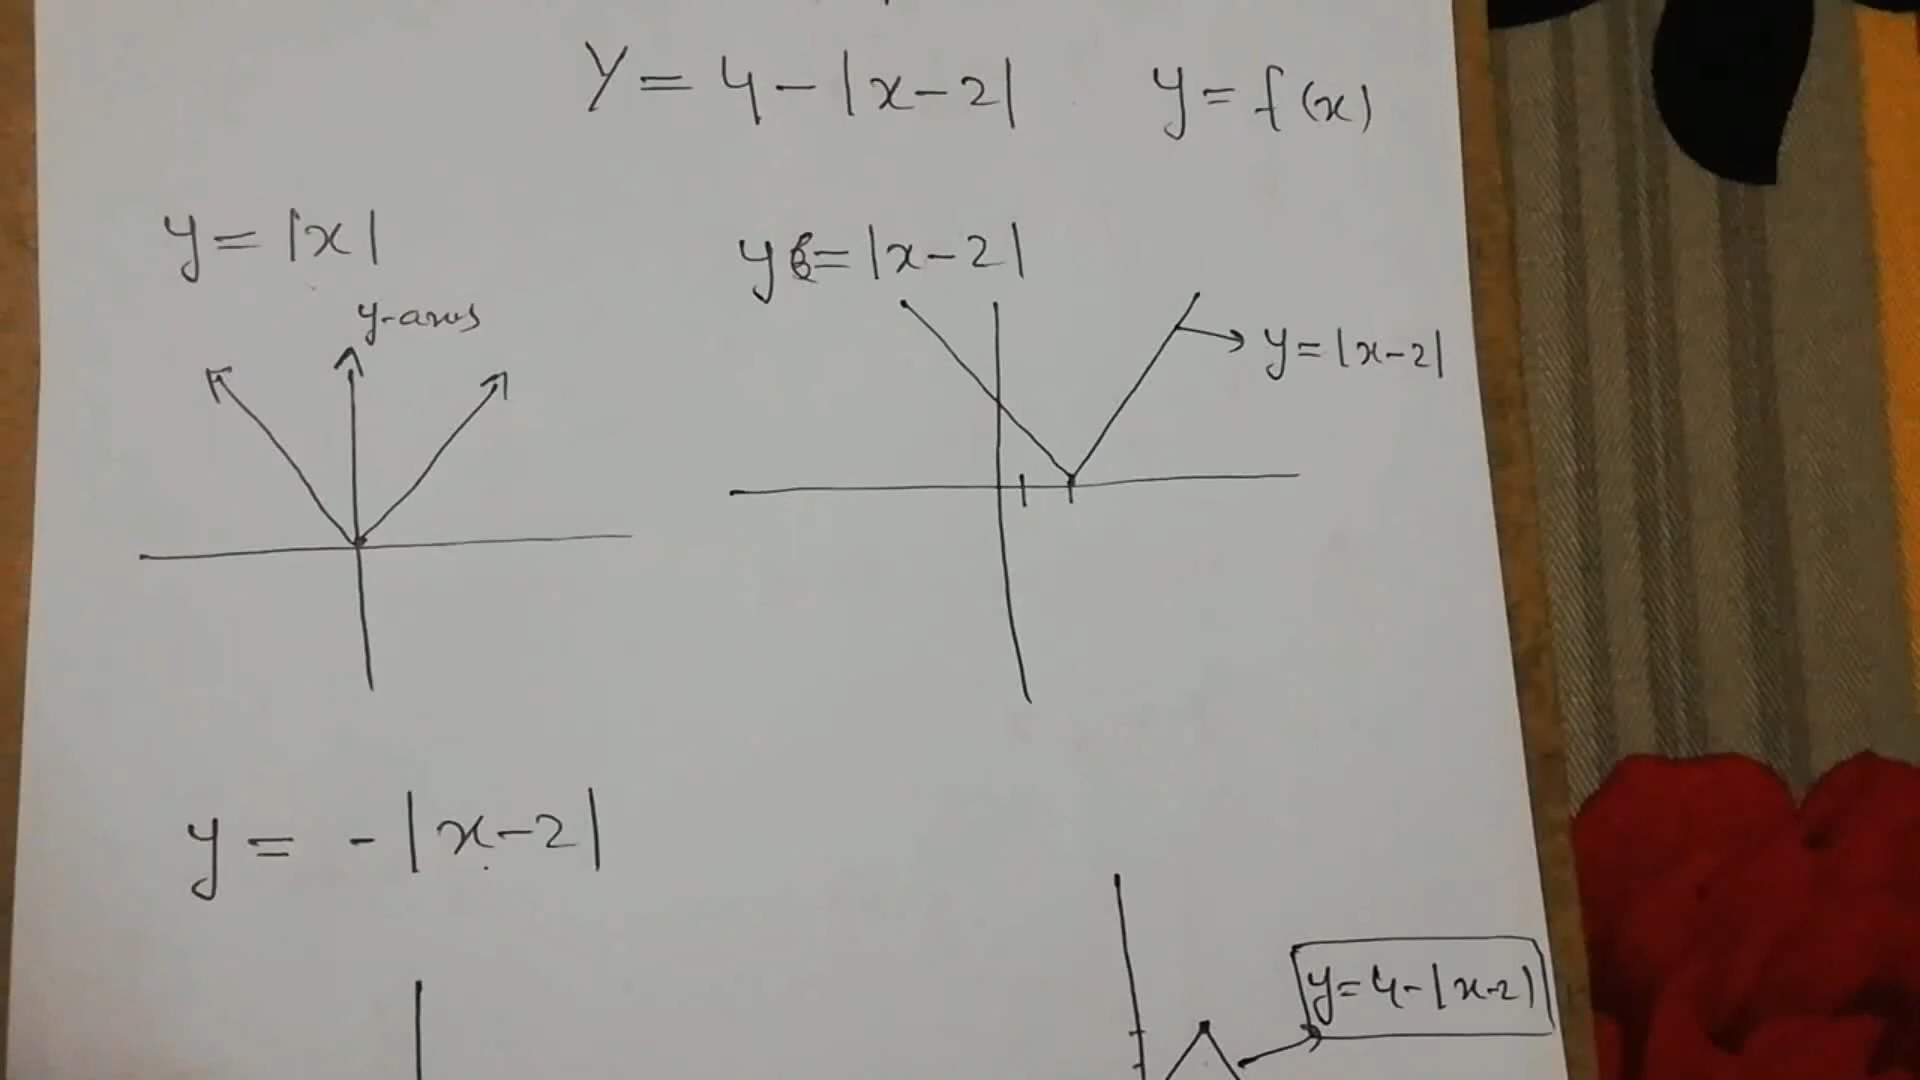 Y = 4 - |x-2| y = f(x)
y = |x|
y = |x-2|
y-axis
y = |x-2|
y = - |x-2|
y = 4 - |x-2)